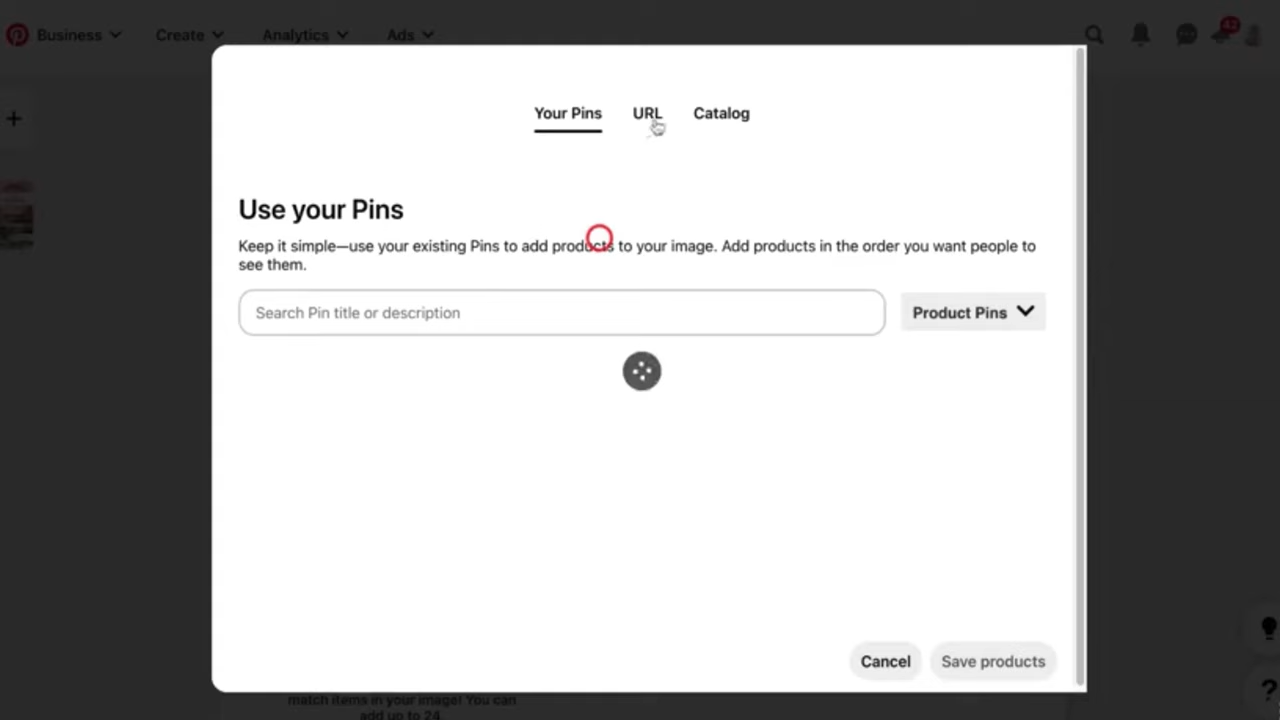 Business Create Analytics Ads 42
Your Pins URL Catalog
Use your Pins
Keep it simple—use your existing Pins to add products to your image. Add products in the order you want people to
see them.
Search Pin title or description Product Pins
Cancel Save products
match items in your image! You can
add up to 24.
?